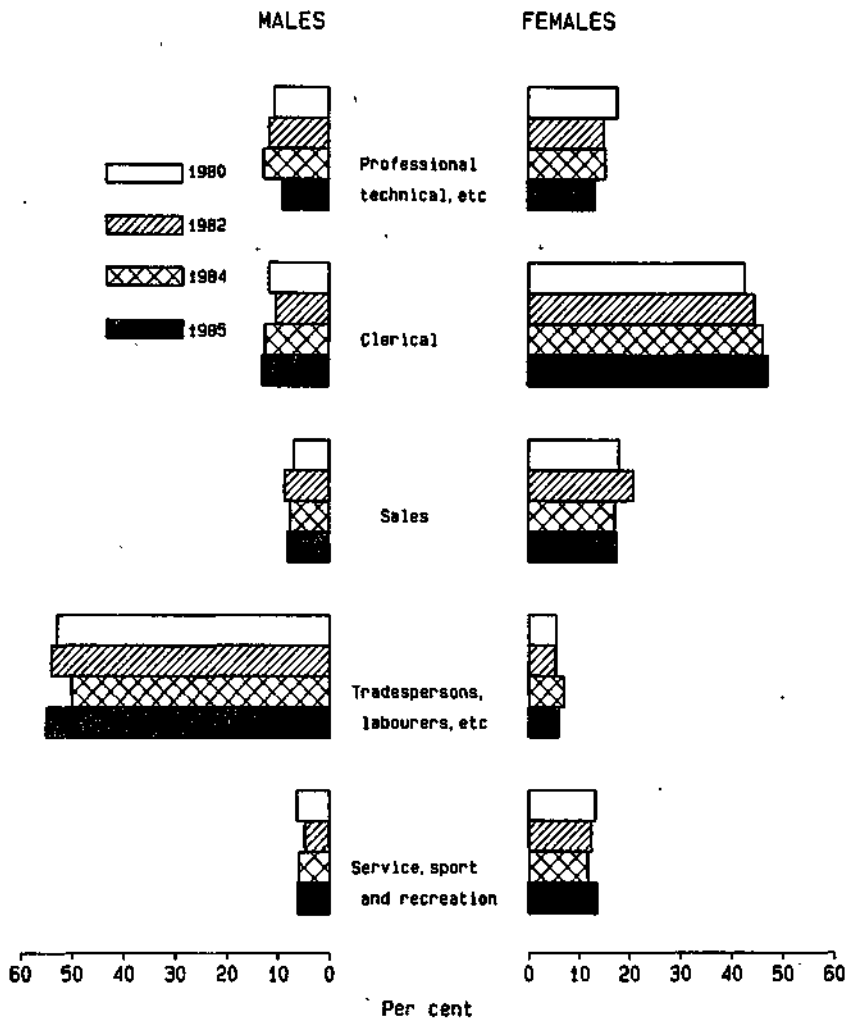 MALES FEMALES
1980
1982
1984
1985
Professional
technical, etc
Clerical
Sales
Tradespersons,
labourers, etc
Service, sport
and recreation
60 50 40 30 20 10 0 0 10 20 30 40 50 60
Per cent